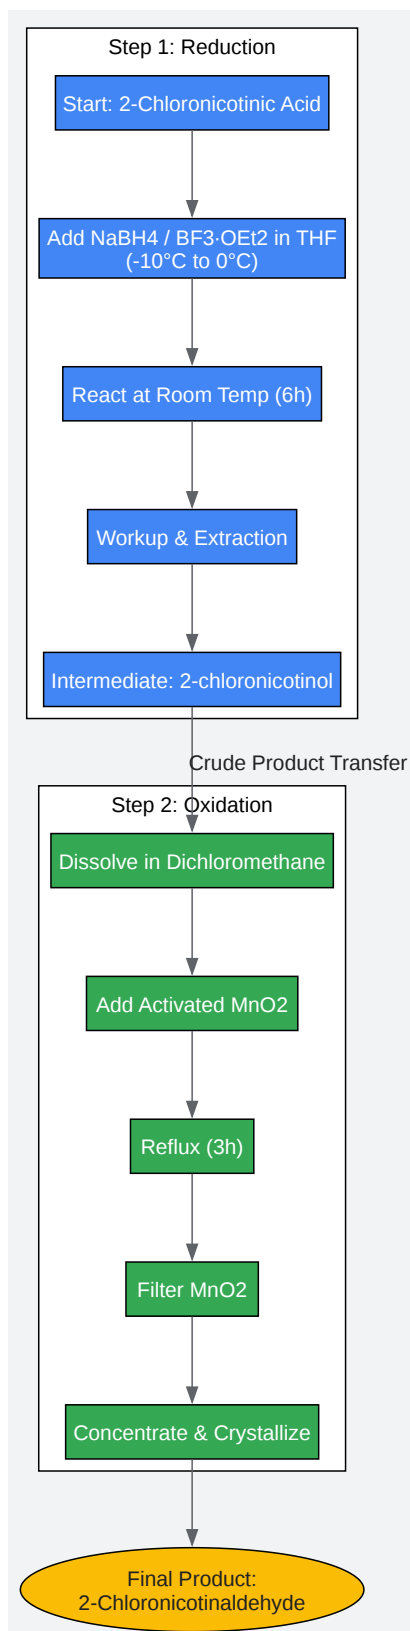 Step 1: Reduction
Start: 2-Chloronicotinic Acid
Add NaBH4 / BF3·OEt2 in THF
(-10°C to 0°C)
React at Room Temp (6h)
Workup & Extraction
Intermediate: 2-chloronicotinol
Crude Product Transfer
Step 2: Oxidation
Dissolve in Dichloromethane
Add Activated MnO2
Reflux (3h)
Filter MnO2
Concentrate & Crystallize
Final Product:
2-Chloronicotinaldehyde